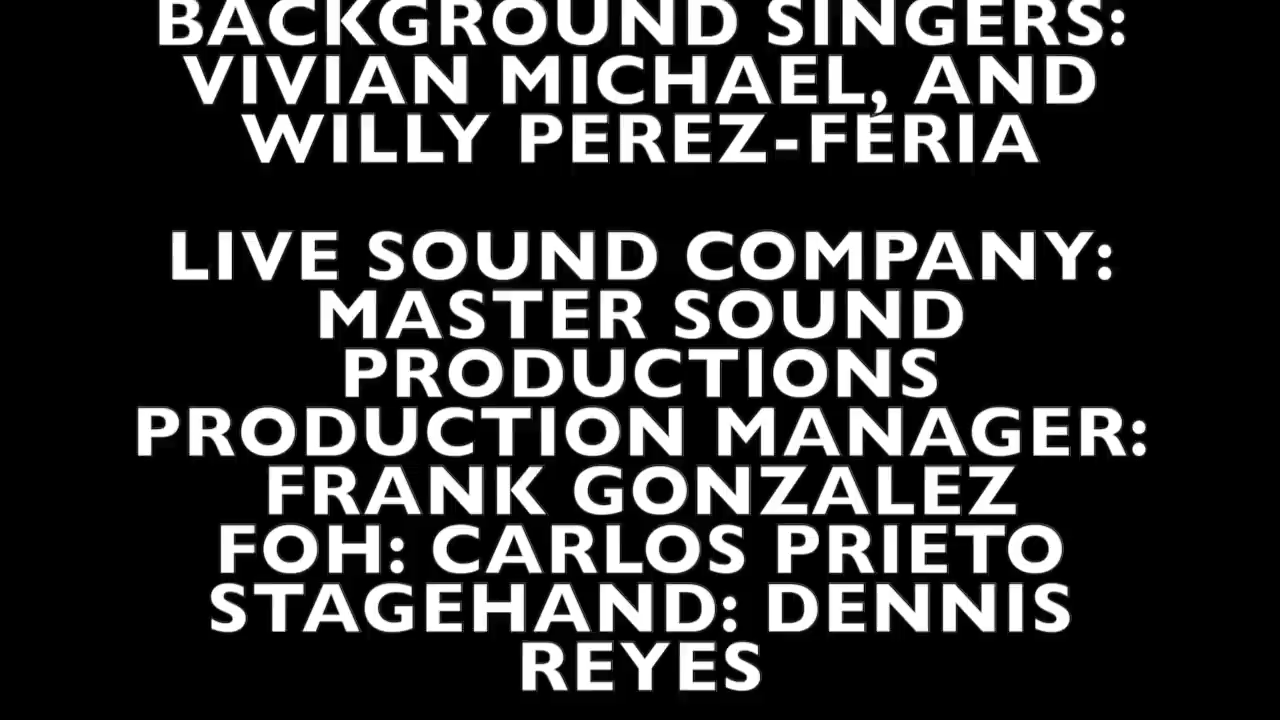 BACKGROUND SINGERS:
VIVIAN MICHAEL, AND
WILLY PEREZ-FERIA
LIVE SOUND COMPANY:
MASTER SOUND
PRODUCTIONS
PRODUCTION MANAGER:
FRANK GONZALEZ
FOH: CARLOS PRIETO
STAGEHAND: DENNIS
REYES